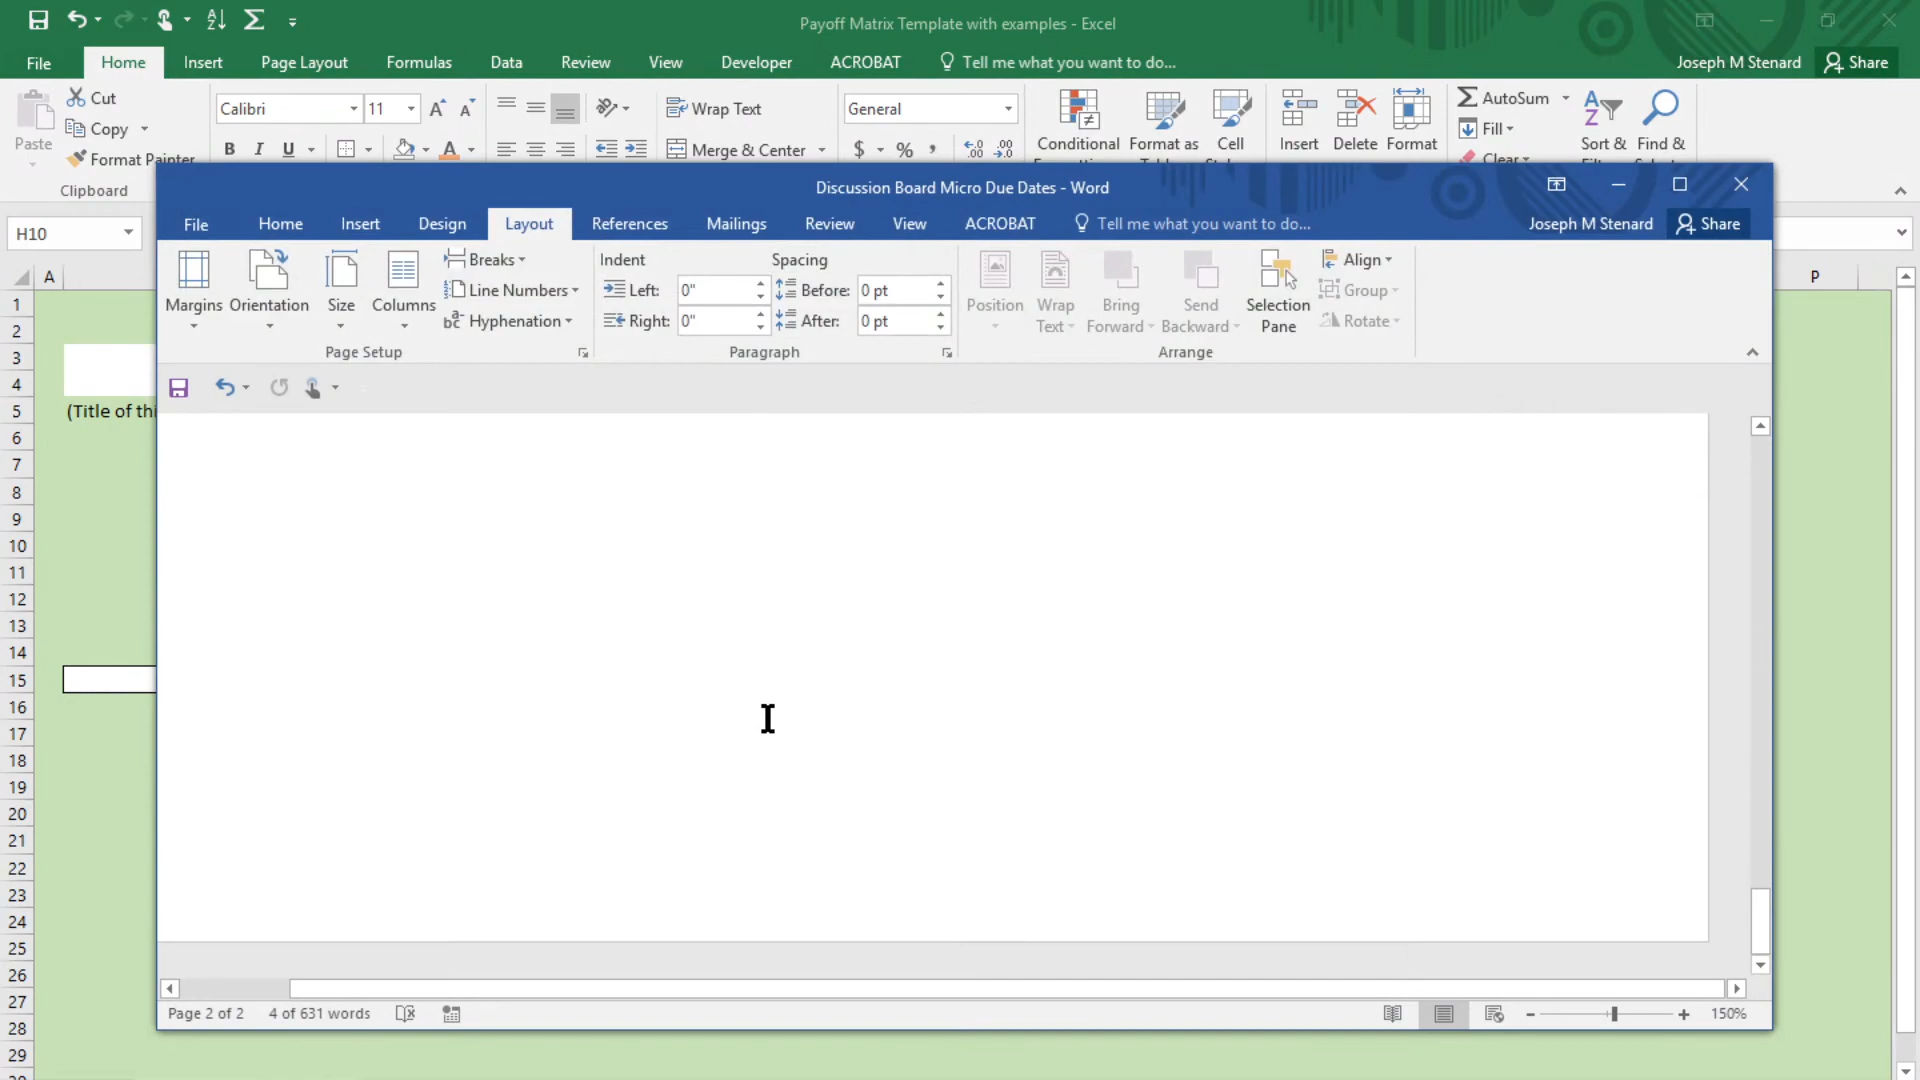 Payoff Matrix Template with examples - Excel
File Home Insert Page Layout Formulas Data Review View Developer ACROBAT Tell me what you want to do... Joseph M Stenard Share
Cut
Copy
Format Painter
Paste
Clipboard
Calibri 11
B I U
Wrap Text
Merge & Center
General
$ % ,
Conditional Format as Cell
Insert Delete Format
AutoSum
Fill
Clear
Sort & Find &
H10
A P
Discussion Board Micro Due Dates - Word
File Home Insert Design Layout References Mailings Review View ACROBAT Tell me what you want to do... Joseph M Stenard Share
Margins Orientation Size Columns
Breaks
Line Numbers
Hyphenation
Page Setup
Indent Spacing
Left: 0" Before: 0 pt
Right: 0" After: 0 pt
Paragraph
Position Wrap Text Bring Forward Send Backward Selection Pane
Align
Group
Rotate
Arrange
1
2
3
4
5
(Title of thi
6
7
8
9
10
11
12
13
14
15
16
17
18
19
20
21
22
23
24
25
26
27
28
29
Page 2 of 2 4 of 631 words 150%